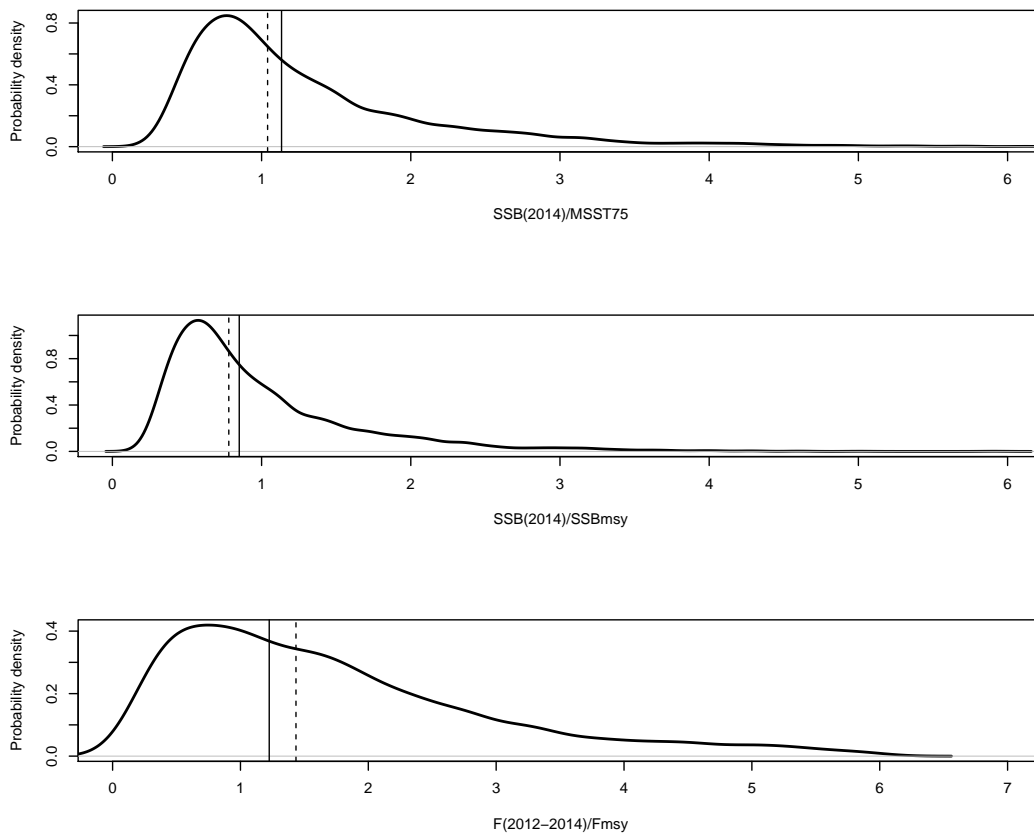 Probability density
0.0 0.4 0.8
0 1 2 3 4 5 6
SSB(2014)/MSST75
Probability density
0.0 0.4 0.8
0 1 2 3 4 5 6
SSB(2014)/SSBmsy
Probability density
0.0 0.2 0.4
0 1 2 3 4 5 6 7
F(2012−2014)/Fmsy